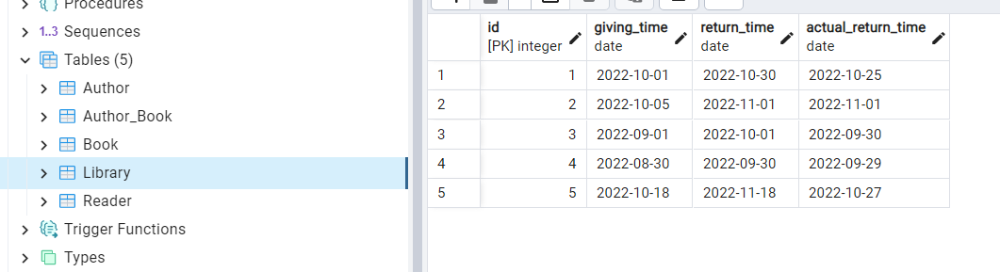 Procedures
1..3 Sequences
Tables (5)
Author
Author_Book
Book
Library
Reader
Trigger Functions
Types
id giving_time return_time actual_return_time
[PK] integer date date date
1 1 2022-10-01 2022-10-30 2022-10-25
2 2 2022-10-05 2022-11-01 2022-11-01
3 3 2022-09-01 2022-10-01 2022-09-30
4 4 2022-08-30 2022-09-30 2022-09-29
5 5 2022-10-18 2022-11-18 2022-10-27